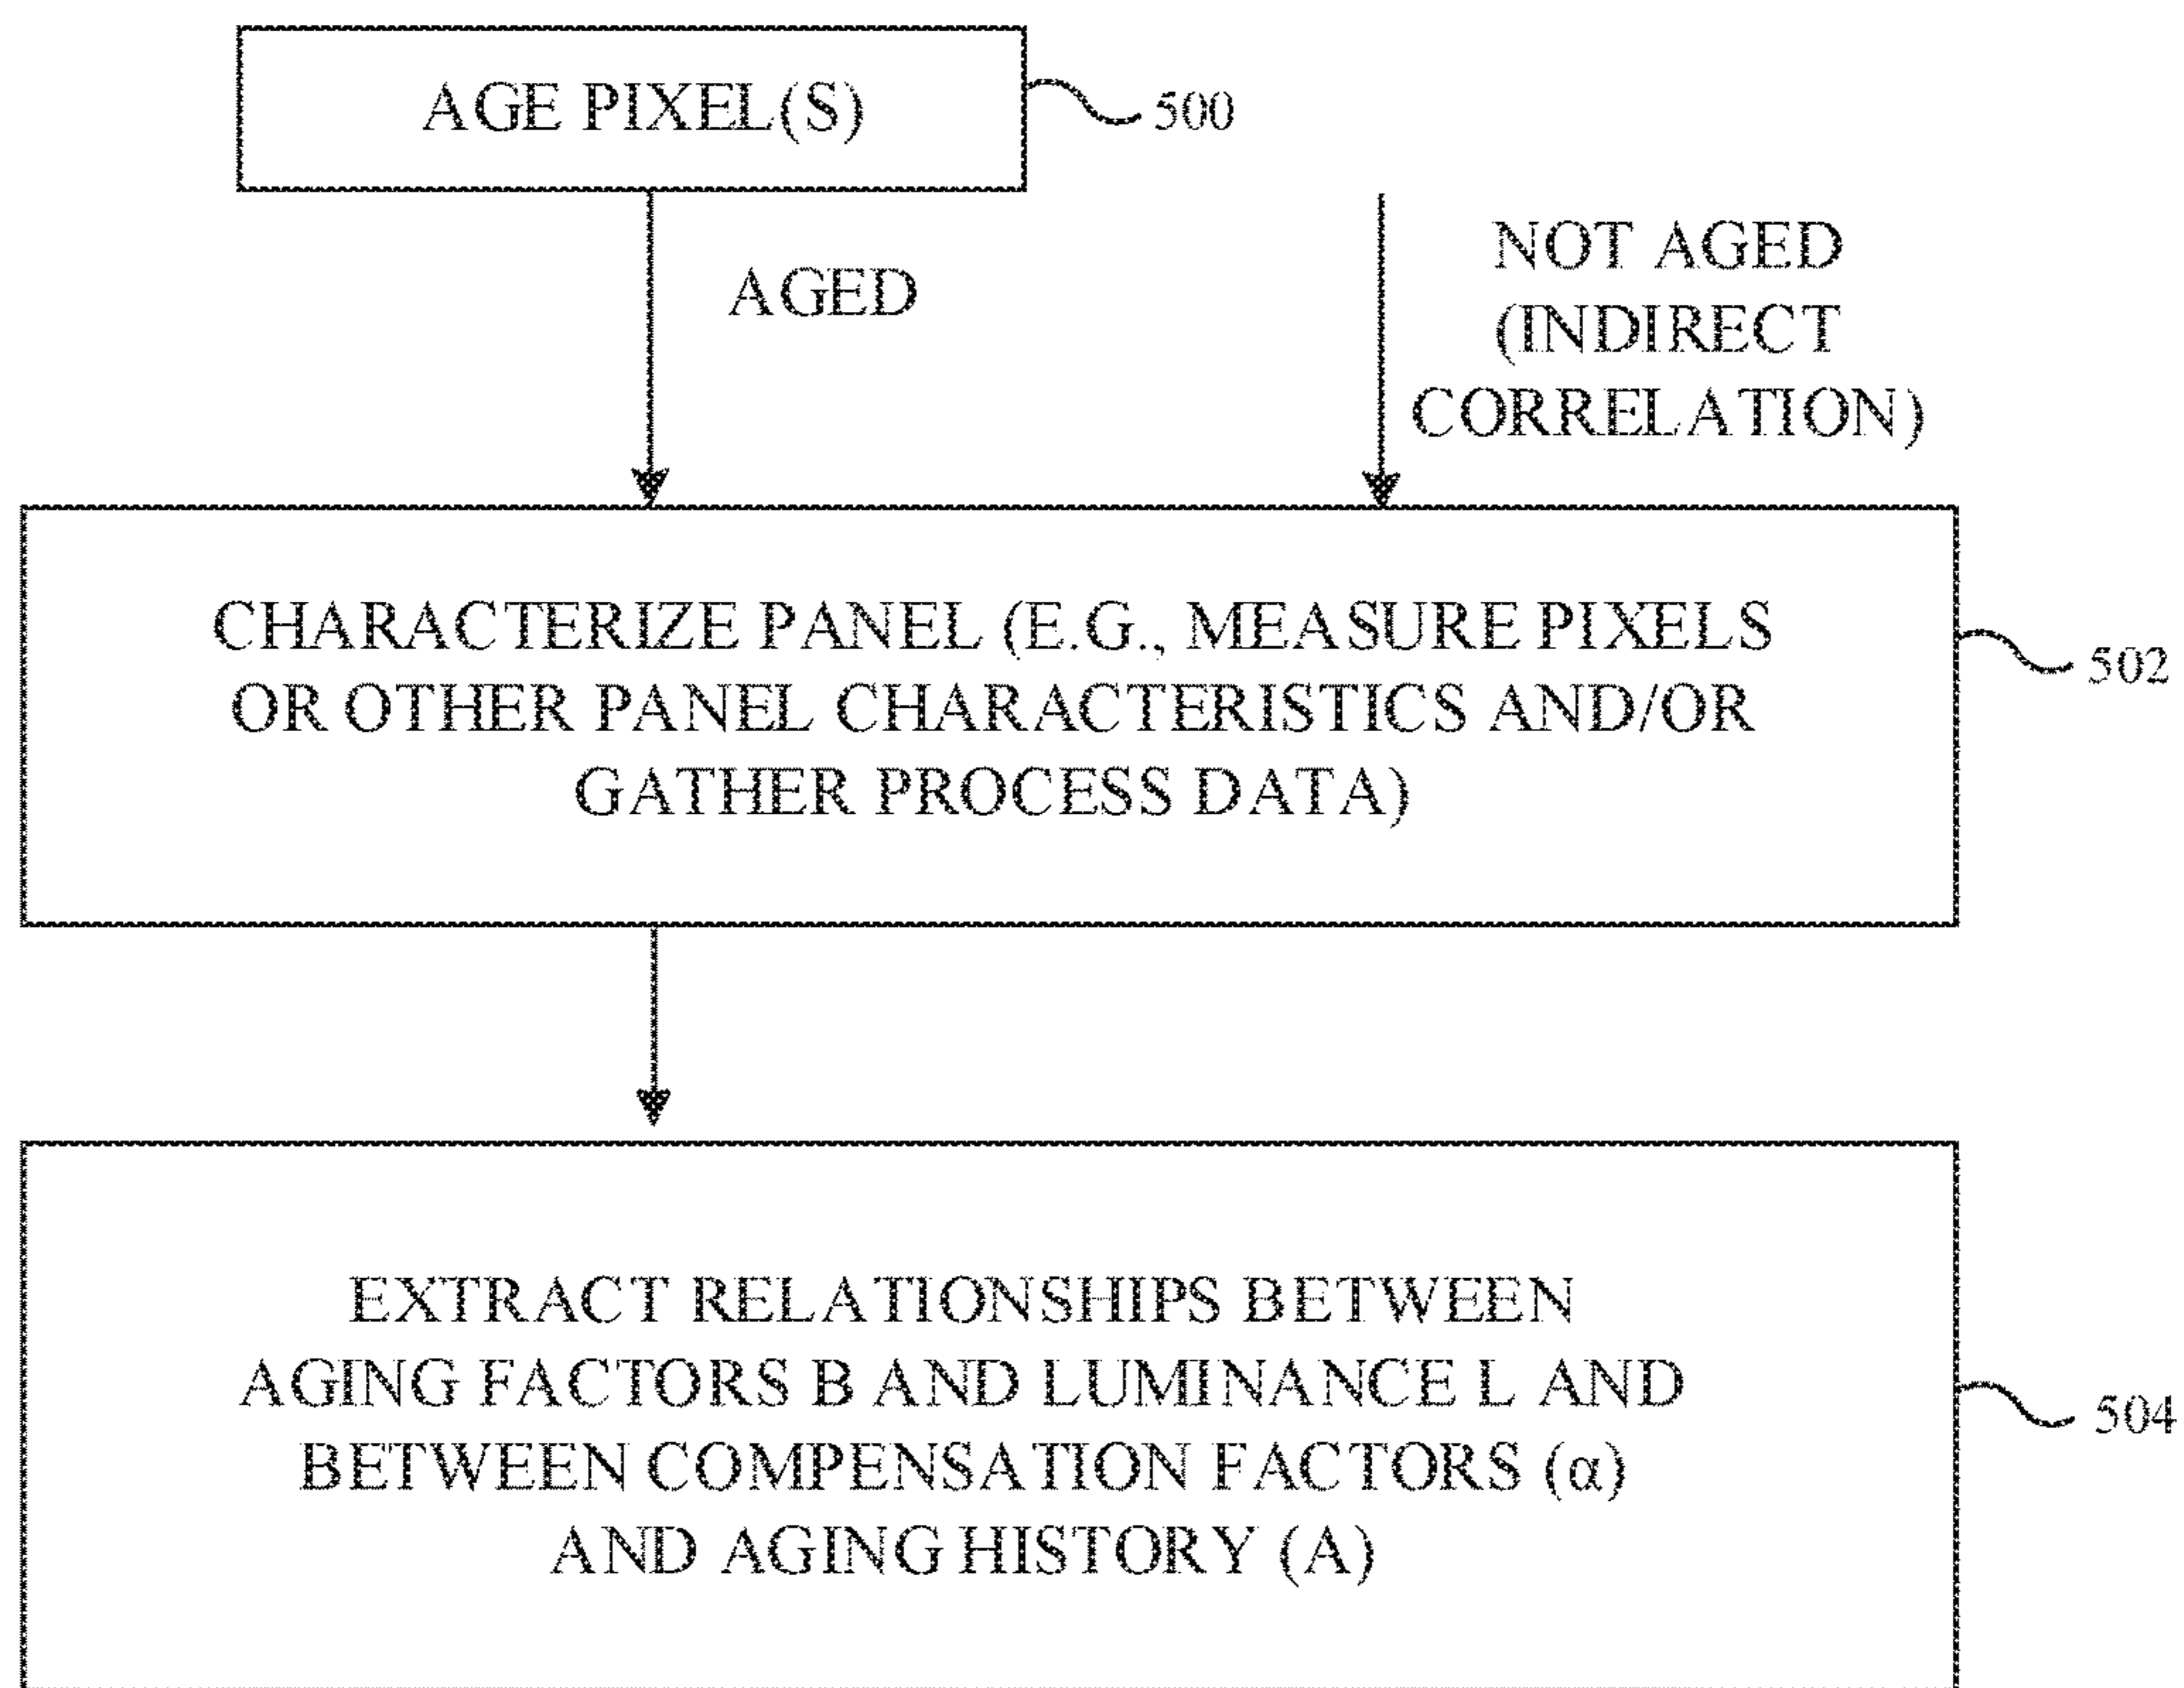 AGE PIXEL(S)
500
AGED
NOT AGED
(INDIRECT
CORRELATION)
CHARACTERIZE PANEL (E.G., MEASURE PIXELS
OR OTHER PANEL CHARACTERISTICS AND/OR
GATHER PROCESS DATA)
502
EXTRACT RELATIONSHIPS BETWEEN
AGING FACTORS B AND LUMINANCE L AND
BETWEEN COMPENSATION FACTORS (α)
AND AGING HISTORY (A)
504